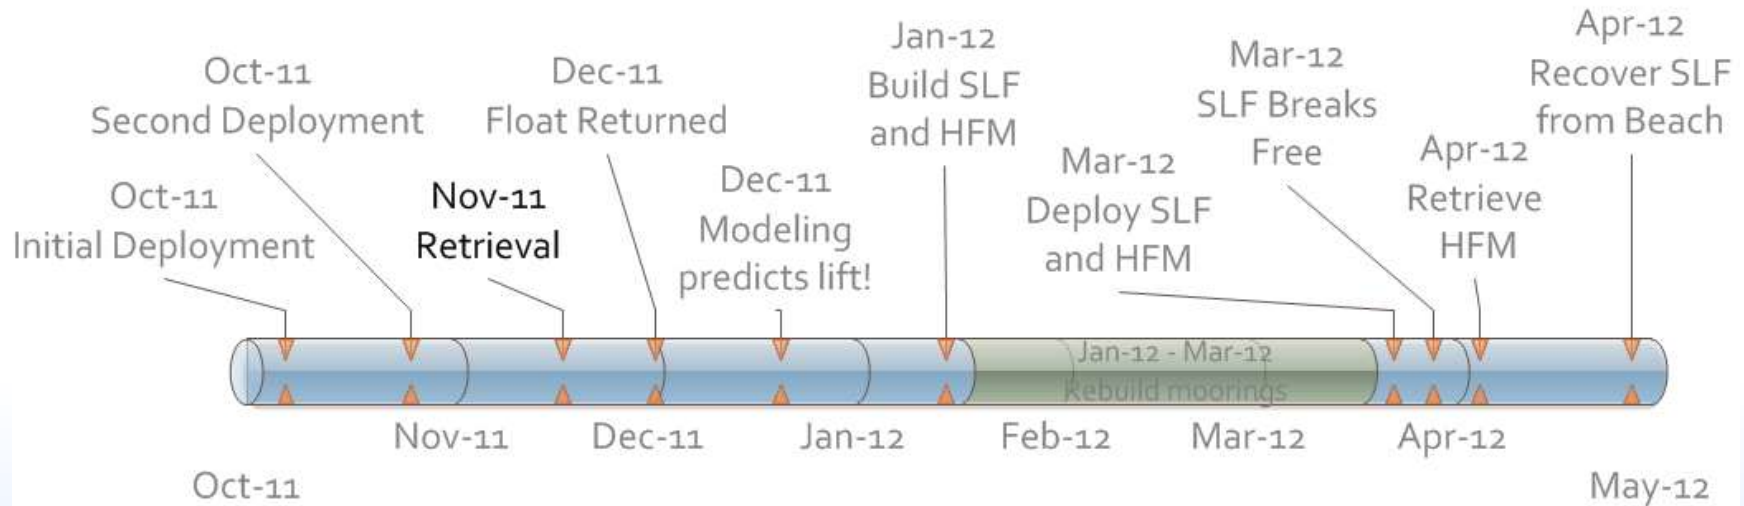 Oct-11
Initial Deployment
Oct-11
Second Deployment
Nov-11
Retrieval
Dec-11
Float Returned
Dec-11
Modeling
predicts lift!
Jan-12
Build SLF
and HFM
Mar-12
Deploy SLF
and HFM
Mar-12
SLF Breaks
Free
Apr-12
Retrieve
HFM
Apr-12
Recover SLF
from Beach
Jan-12 - Mar-12
Rebuild moorings
Oct-11
Nov-11
Dec-11
Jan-12
Feb-12
Mar-12
Apr-12
May-12